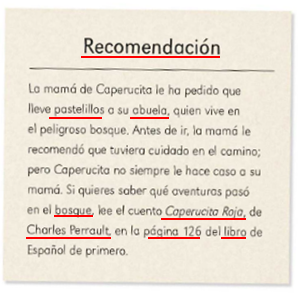 Recomendación
La mamá de Caperucita le ha pedido que
lleve pastelillos a su abuela, quien vive en
el peligroso bosque. Antes de ir, la mamá le
recomendó que tuviera cuidado en el camino;
pero Caperucita no siempre le hace caso a su
mamá. Si quieres saber qué aventuras pasó
en el bosque, lee el cuento Caperucita Roja, de
Charles Perrault, en la página 126 del libro de
Español de primero.